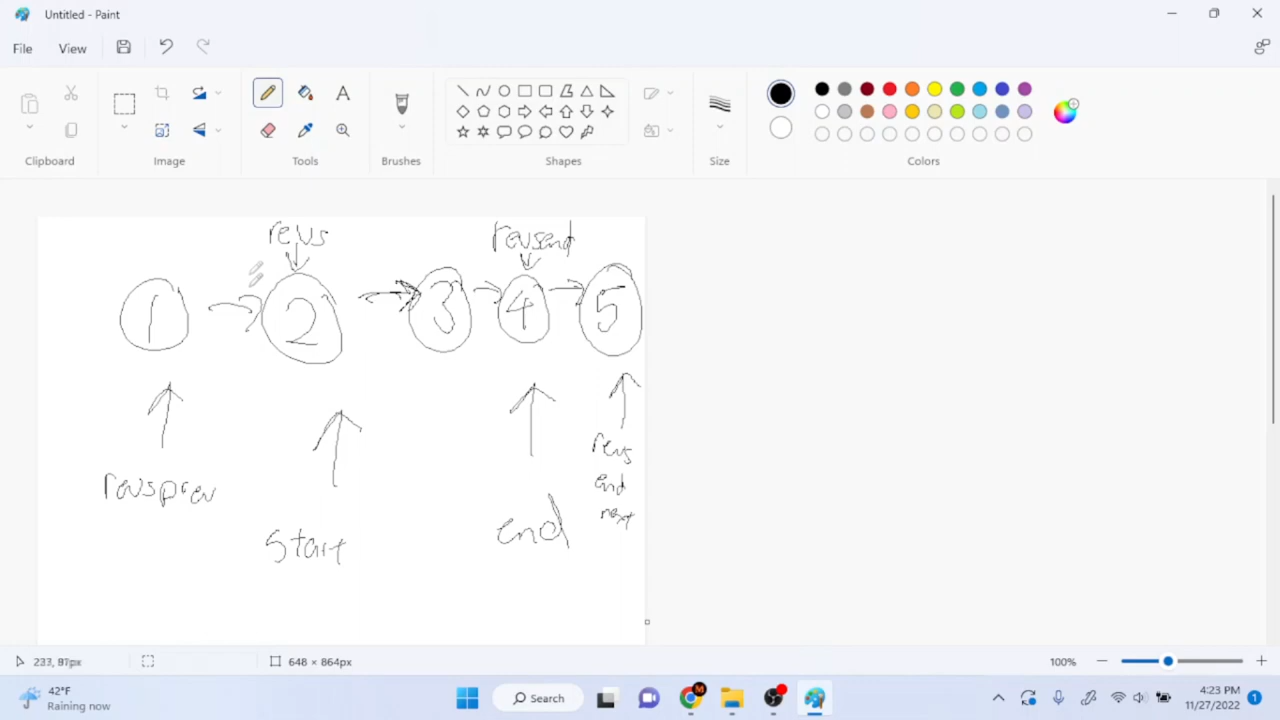 Untitled - Paint
File View
Clipboard Image Tools Brushes Shapes Size Colors
A
revs revsend
1 2 3 4 5
revsprev
revs
end
next
start end
233, 87px 648 × 864px 100%
42°F
Raining now
Search
M
4:23 PM
11/27/2022
1